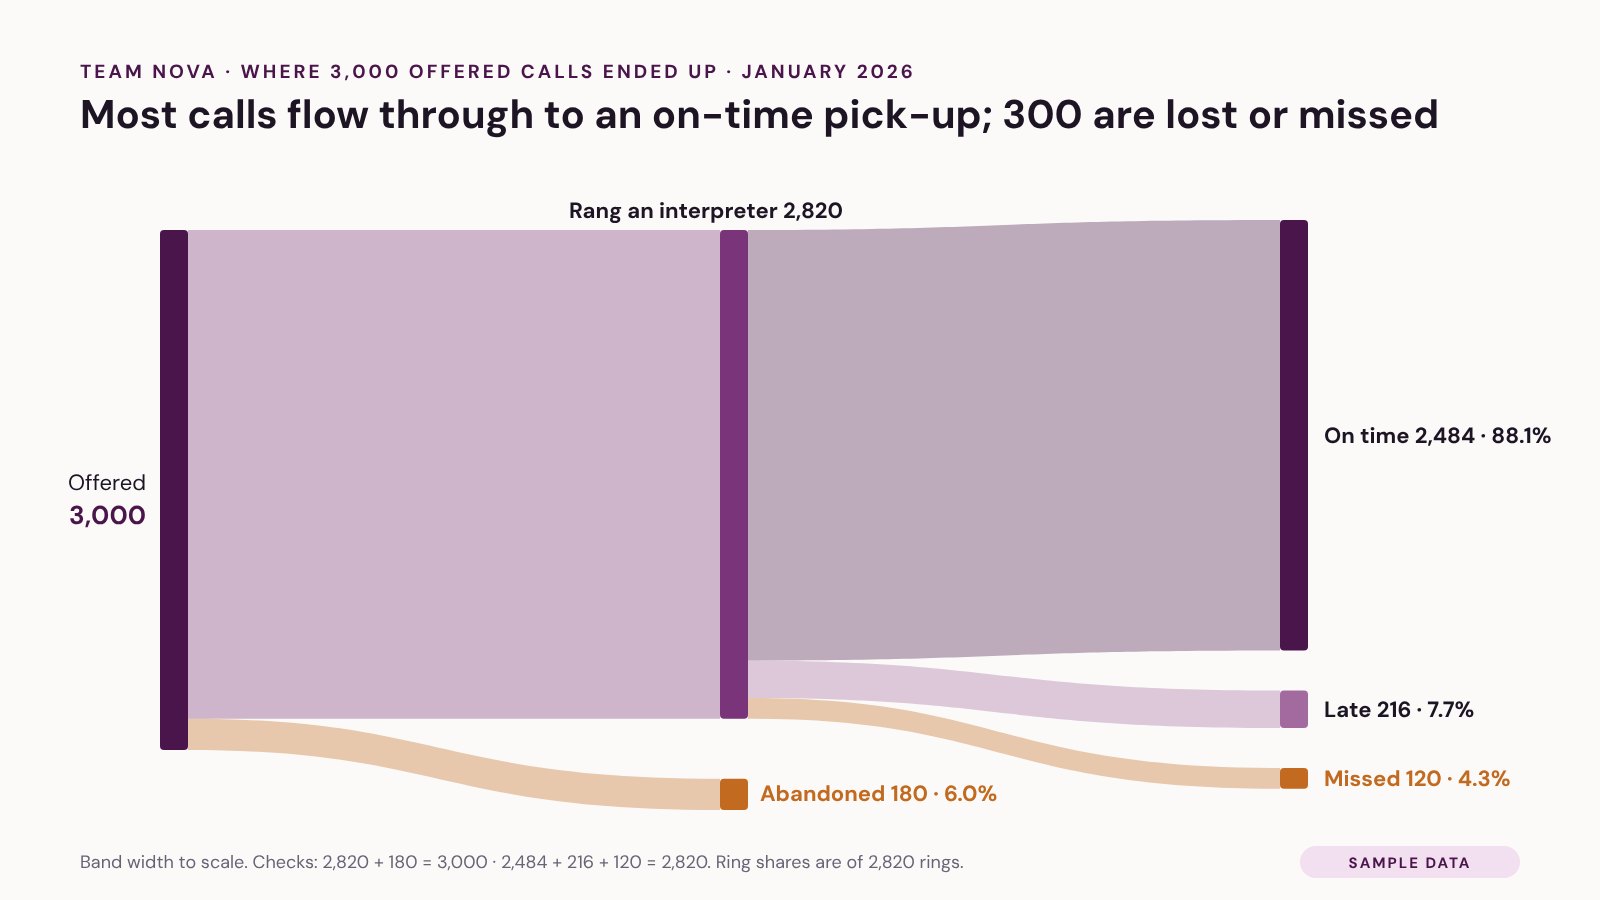 TEAM NOVA · WHERE 3,000 OFFERED CALLS ENDED UP · JANUARY 2026
Most calls flow through to an on-time pick-up; 300 are lost or missed
Rang an interpreter 2,820
On time 2,484 · 88.1%
Offered
3,000
Late 216 · 7.7%
Missed 120 · 4.3%
Abandoned 180 · 6.0%
Band width to scale. Checks: 2,820 + 180 = 3,000 · 2,484 + 216 + 120 = 2,820. Ring shares are of 2,820 rings.
SAMPLE DATA